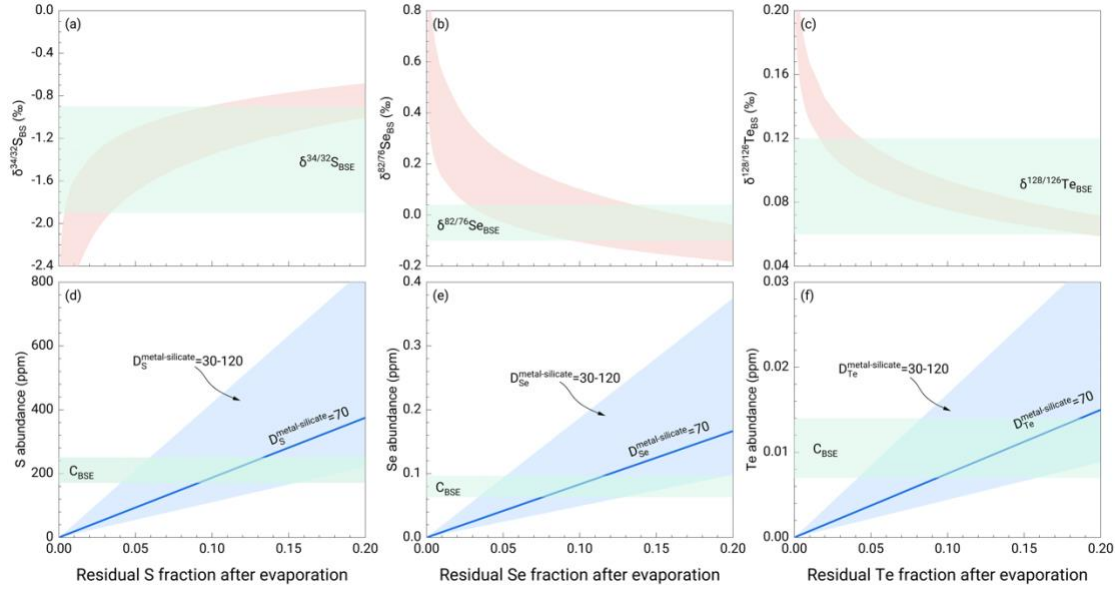 (a)
0.0
-0.4
-0.8
-1.2
-1.6
-2.0
-2.4
δ34/32SBS (‰)
δ34/32SBSE
(b)
0.8
0.6
0.4
0.2
0.0
-0.2
δ82/76SeBS (‰)
δ82/76SeBSE
(c)
0.20
0.16
0.12
0.08
0.04
δ128/126TeBS (‰)
δ128/126TeBSE
(d)
800
600
400
200
0
S abundance (ppm)
DSmetal-silicate=30-120
DSmetal-silicate=70
CBSE
0.00 0.05 0.10 0.15 0.20
Residual S fraction after evaporation
(e)
0.4
0.3
0.2
0.1
0.0
Se abundance (ppm)
DSemetal-silicate=30-120
DSemetal-silicate=70
CBSE
0.00 0.05 0.10 0.15 0.20
Residual Se fraction after evaporation
(f)
0.03
0.02
0.01
0.00
Te abundance (ppm)
DTemetal-silicate=30-120
DTemetal-silicate=70
CBSE
0.00 0.05 0.10 0.15 0.20
Residual Te fraction after evaporation